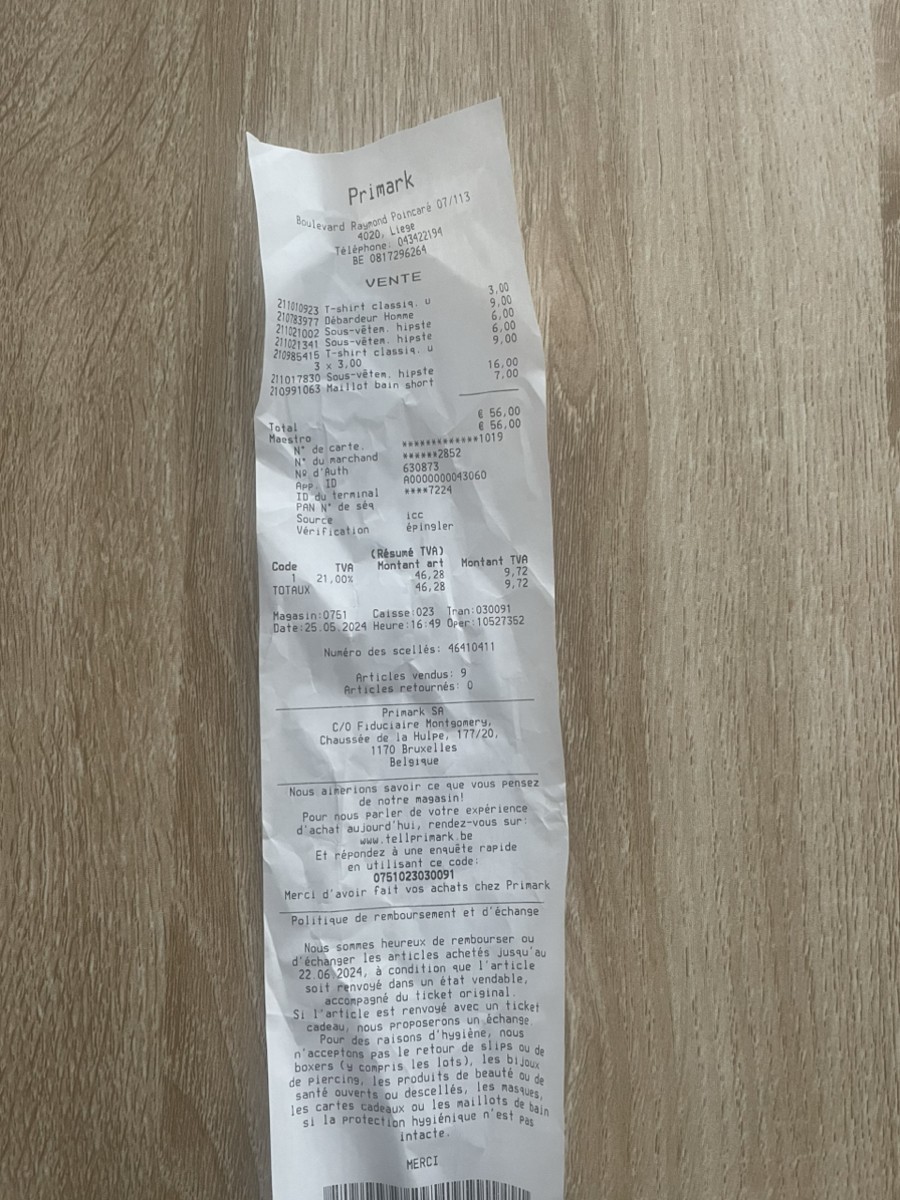 Primark
Boulevard Raymond Poincaré 07/113
4020, Liege
Téléphone: 043422194
BE 0817296264
VENTE
211010923 T-shirt classiq. u 3,00
210783977 Débardeur Homme 9,00
211021002 Sous-vêtem. hipste 6,00
211021341 Sous-vêtem. hipste 6,00
210985415 T-shirt classiq. u 9,00
3 x 3,00
211017830 Sous-vêtem. hipste 16,00
210991063 Maillot bain short 7,00
Total € 56,00
Maestro € 56,00
N° de carte. *************1019
N° du marchand ******2852
Nº d'Auth 630873
App. ID A0000000043060
ID du terminal ****7224
PAN N° de séq
Source icc
Vérification épingler
(Résumé TVA)
Code TVA Montant art Montant TVA
1 21,00% 46,28 9,72
TOTAUX 46,28 9,72
Magasin:0751 Caisse:023 Tran:030091
Date:25.05.2024 Heure:16:49 Oper:10527352
Numéro des scellés: 46410411
Articles vendus: 9
Articles retournés: 0
Primark SA
C/O Fiduciaire Montgomery,
Chaussée de la Hulpe, 177/20,
1170 Bruxelles
Belgique
Nous aimerions savoir ce que vous pensez
de notre magasin!
Pour nous parler de votre expérience
d'achat aujourd'hui, rendez-vous sur:
www.tellprimark.be
Et répondez à une enquête rapide
en utilisant ce code:
0751023030091
Merci d'avoir fait vos achats chez Primark
Politique de remboursement et d'échange
Nous sommes heureux de rembourser ou
d'échanger les articles achetés jusqu'au
22.06.2024, à condition que l'article
soit renvoyé dans un état vendable,
accompagné du ticket original.
Si l'article est renvoyé avec un ticket
cadeau, nous proposerons un échange.
Pour des raisons d'hygiène, nous
n'acceptons pas le retour de slips ou de
boxers (y compris les lots), les bijoux
de piercing, les produits de beauté ou de
santé ouverts ou descellés, les masques,
les cartes cadeaux ou les maillots de bain
si la protection hygiénique n'est pas
intacte.
MERCI